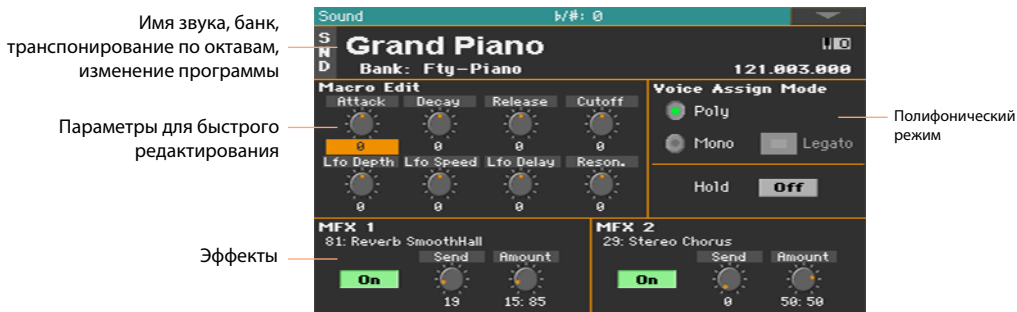 Имя звука, банк,
транспонирование по октавам,
изменение программы
Параметры для быстрого
редактирования
Эффекты
Sound ♭/#: 0
SND
Grand Piano
Bank: Fty-Piano 121.003.000
Macro Edit
Attack Decay Release Cutoff
0 0 0 0
Lfo Depth Lfo Speed Lfo Delay Reson.
0 0 0 0
Voice Assign Mode
Poly
Mono Legato
Hold Off
MFX 1
81: Reverb SmoothHall
Send Amount
On
19 15: 85
MFX 2
29: Stereo Chorus
Send Amount
On
0 50: 50
Полифонический
режим